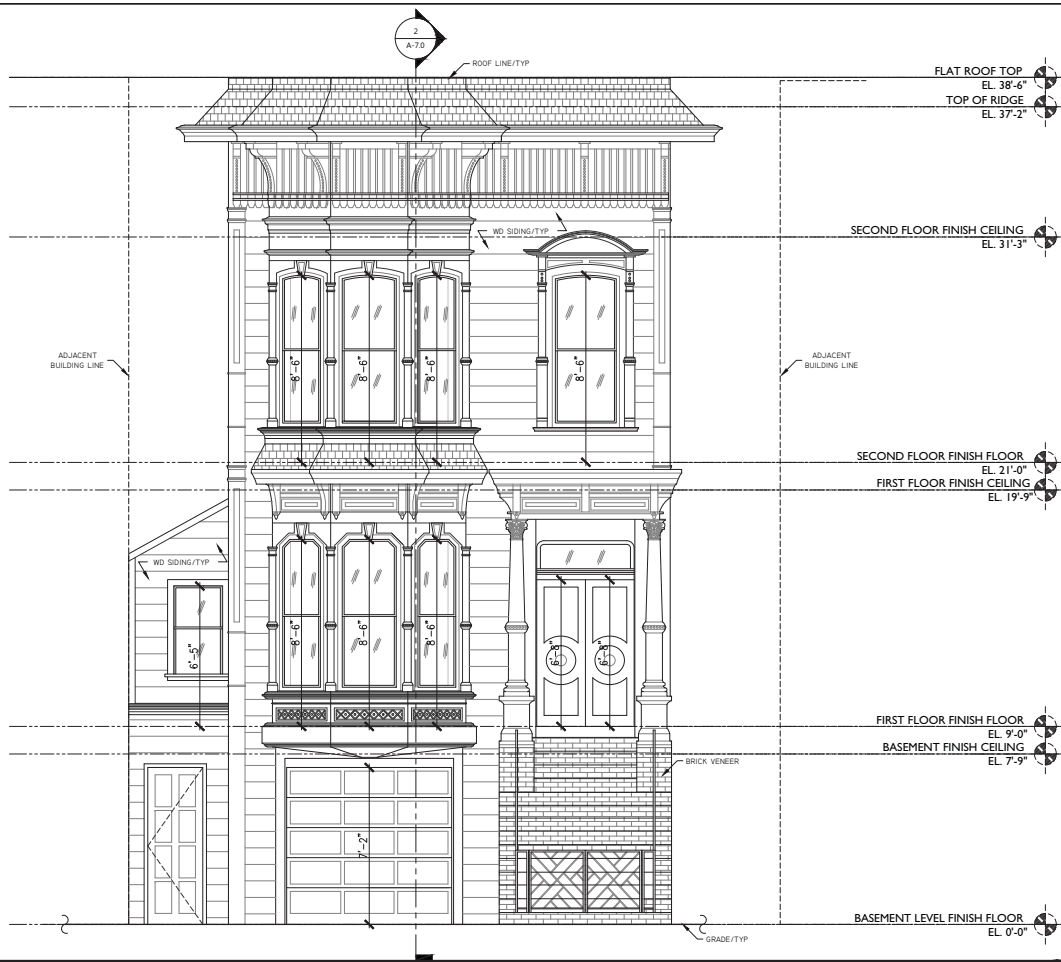 2
A-7.0
ROOF LINE/TYP
FLAT ROOF TOP
EL. 38'-6"
TOP OF RIDGE
EL. 37'-2"
WD SIDING/TYP
SECOND FLOOR FINISH CEILING
EL. 31'-3"
ADJACENT
BUILDING LINE
8'-6"
8'-6"
8'-6"
8'-6"
ADJACENT
BUILDING LINE
SECOND FLOOR FINISH FLOOR
EL. 21'-0"
FIRST FLOOR FINISH CEILING
EL. 19'-9"
WD SIDING/TYP
6'-5"
8'-6"
8'-6"
8'-6"
6'-8"
6'-8"
FIRST FLOOR FINISH FLOOR
EL. 9'-0"
BASEMENT FINISH CEILING
EL. 7'-9"
BRICK VENEER
7'-2"
BASEMENT LEVEL FINISH FLOOR
EL. 0'-0"
GRADE/TYP